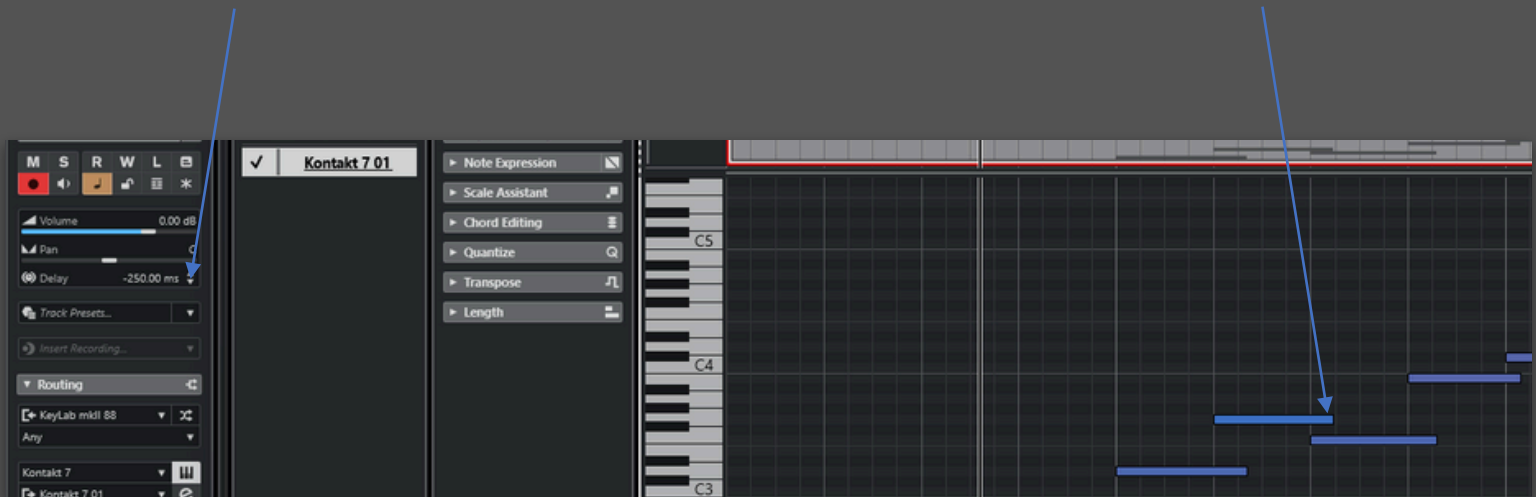 M S R W L
Volume 0.00 dB
Pan C
Delay -250.00 ms
Track Presets...
Insert Recording...
Routing
KeyLab mkII 88
Any
Kontakt 7
Kontakt 7 01
Kontakt 7 01
Note Expression
Scale Assistant
Chord Editing
Quantize Q
Transpose
Length
C5
C4
C3